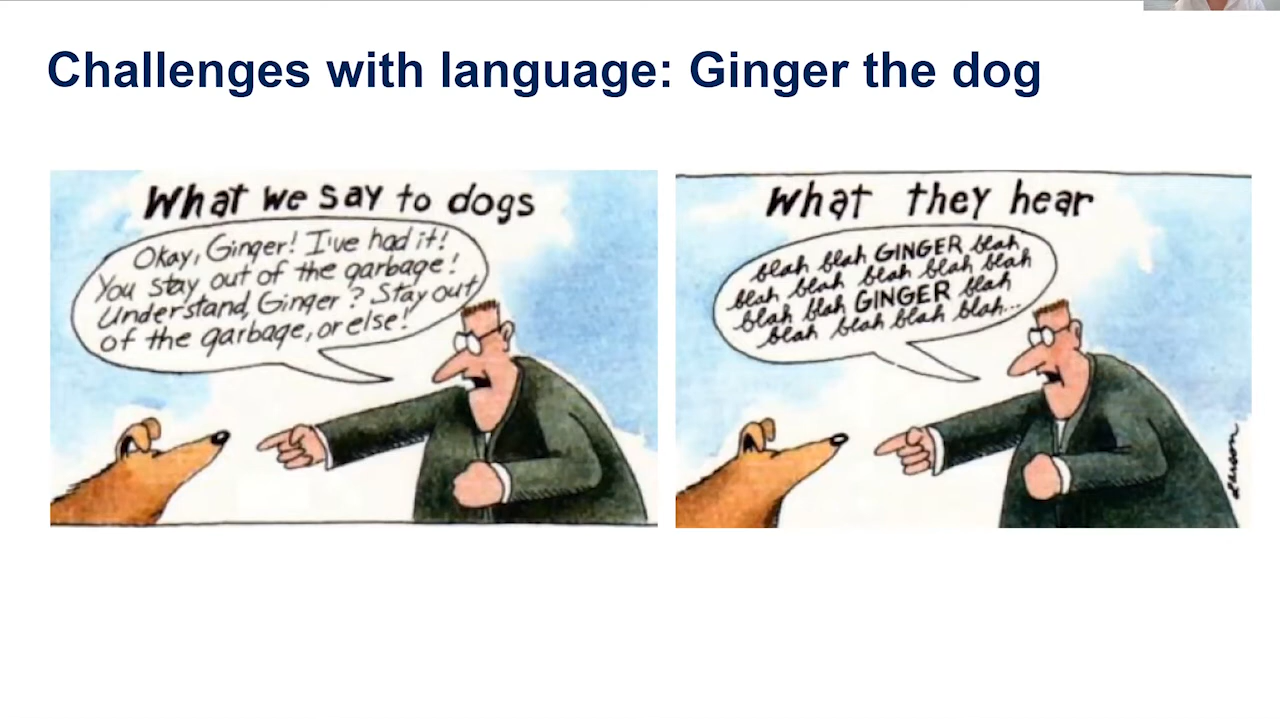 Challenges with language: Ginger the dog
What we say to dogs
Okay, Ginger! I've had it!
You stay out of the garbage!
Understand, Ginger? Stay out
of the garbage, or else!
What they hear
blah blah GINGER blah
blah blah blah blah blah
blah blah GINGER blah
blah blah blah blah...
Larson